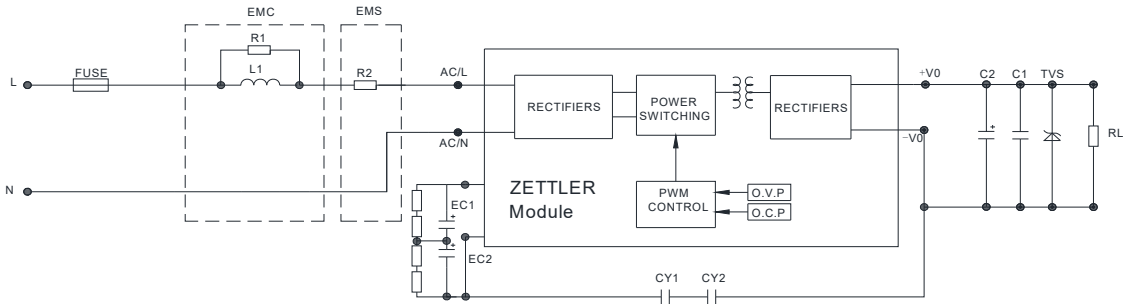 EMC
EMS
R1
L1
FUSE
L
R2
AC/L
AC/N
N
RECTIFIERS
POWER
SWITCHING
RECTIFIERS
+V0
−V0
C2
C1
TVS
+
RL
ZETTLER
Module
PWM
CONTROL
O.V.P
O.C.P
EC1
+
EC2
+
CY1
CY2